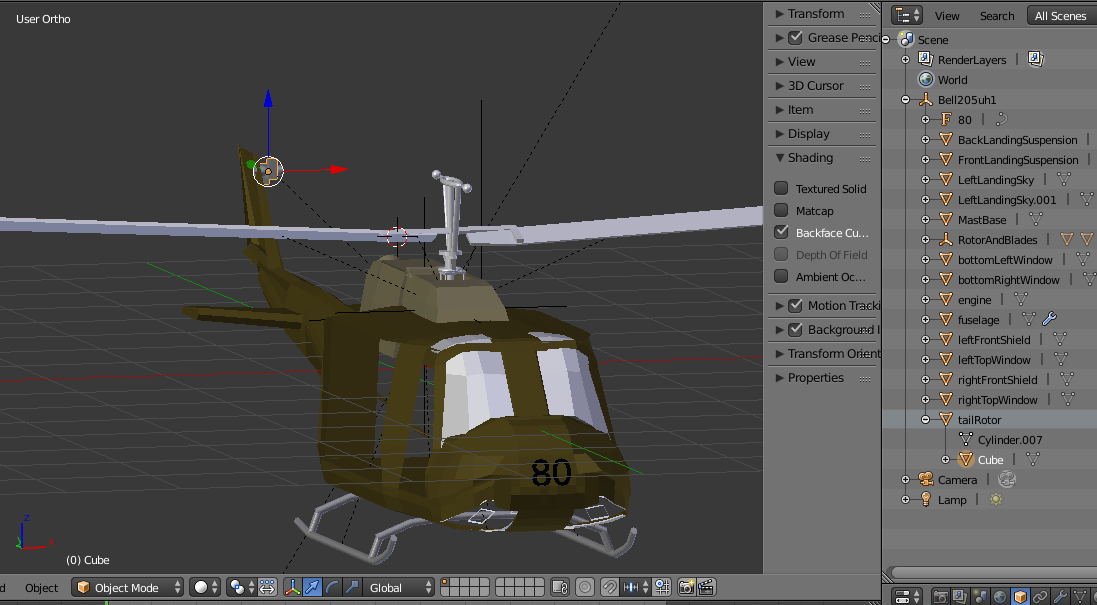 User Ortho
Transform
Grease Penci
View
3D Cursor
Item
Display
Shading
Textured Solid
Matcap
Backface Cu...
Depth Of Field
Ambient Oc...
Motion Tracki
Background I
Transform Orient
Properties
View Search All Scenes
Scene
RenderLayers
World
Bell205uh1
F 80
BackLandingSuspension
FrontLandingSuspension
LeftLandingSky
LeftLandingSky.001
MastBase
RotorAndBlades
bottomLeftWindow
bottomRightWindow
engine
fuselage
leftFrontShield
leftTopWindow
rightFrontShield
rightTopWindow
tailRotor
Cylinder.007
Cube
Camera
Lamp
80
z
x
(0) Cube
d Object Object Mode Global